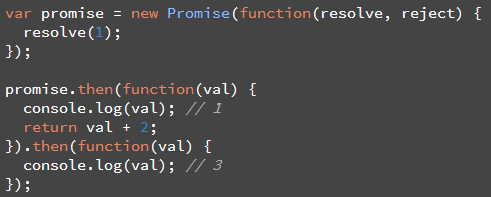 var promise = new Promise(function(resolve, reject) {
  resolve(1);
});

promise.then(function(val) {
  console.log(val); // 1
  return val + 2;
}).then(function(val) {
  console.log(val); // 3
});